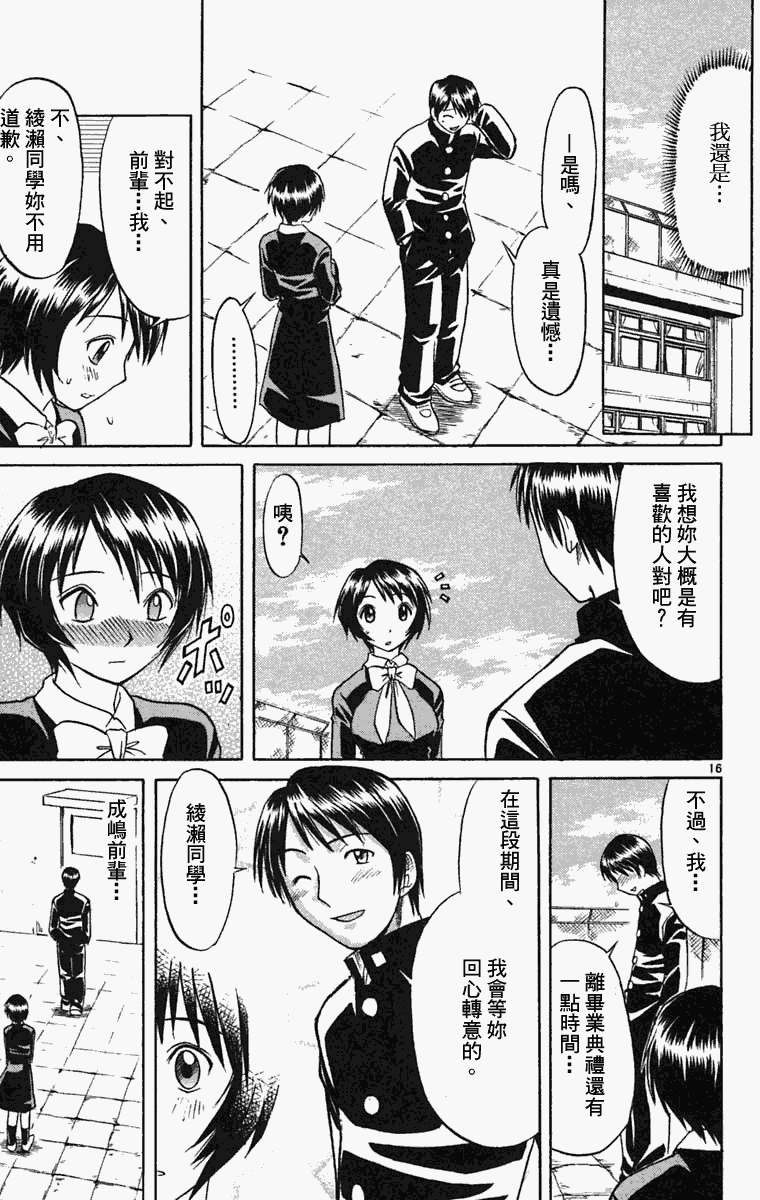 我還是…
—是嗎、
真是遺憾…
………
對不起、
前輩…我…
不、
綾瀨同學妳不用
道歉。
我想妳大概是有
喜歡的人對吧？
咦？
ポッ
16
不過、我…
離畢業典禮還有
一點時間…
在這段期間、
我會等妳
回心轉意的。
綾瀨同學…
成嶋前輩…